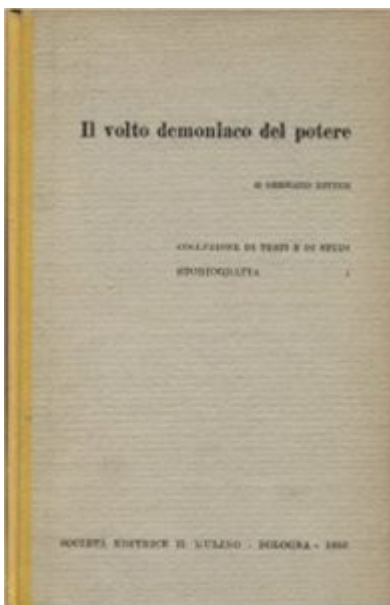 Il volto demoniaco del potere
di GERHARD RITTER
COLLEZIONE DI TESTI E DI STUDI
STORIOGRAFIA 1
SOCIETÀ EDITRICE IL MULINO - BOLOGNA -